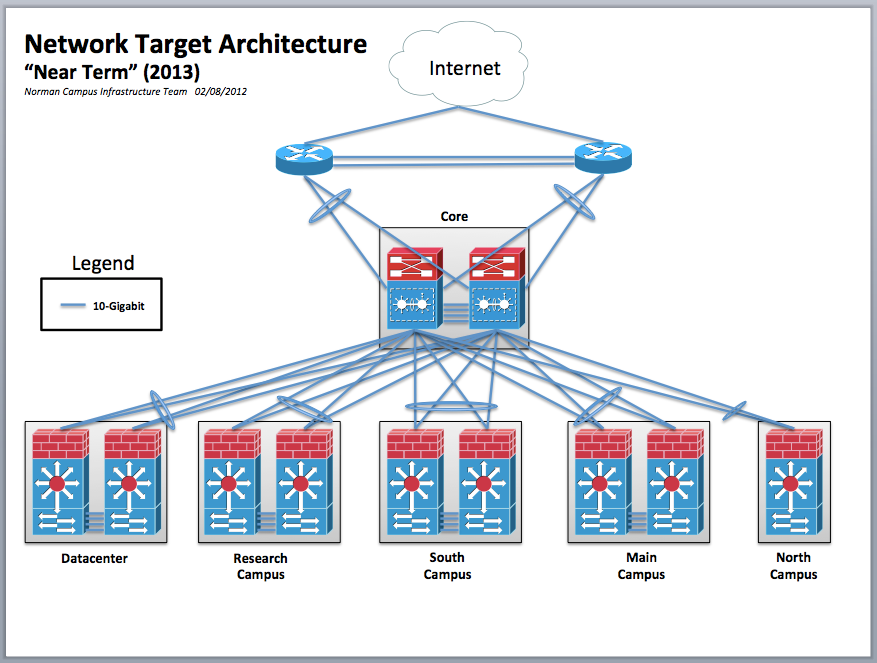 Network Target Architecture
“Near Term” (2013)
Norman Campus Infrastructure Team 02/08/2012
Internet
Core
Legend
10-Gigabit
Datacenter
Research
Campus
South
Campus
Main
Campus
North
Campus